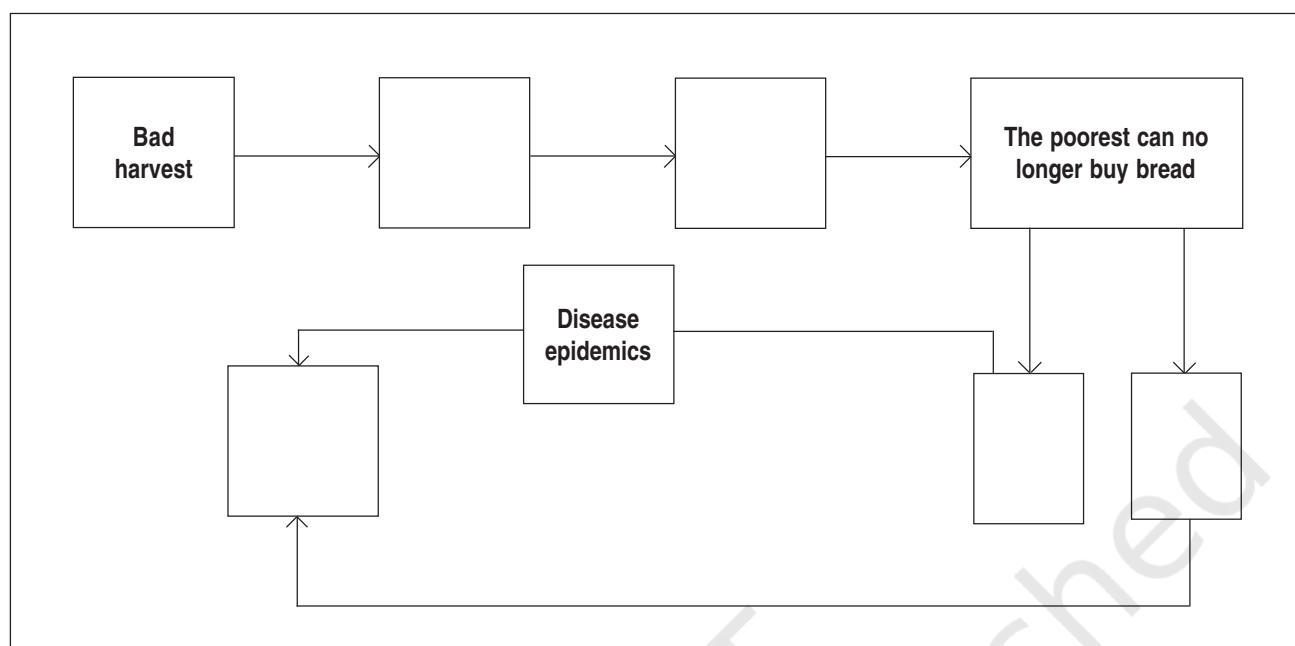 Bad
harvest
The poorest can no
longer buy bread
Disease
epidemics